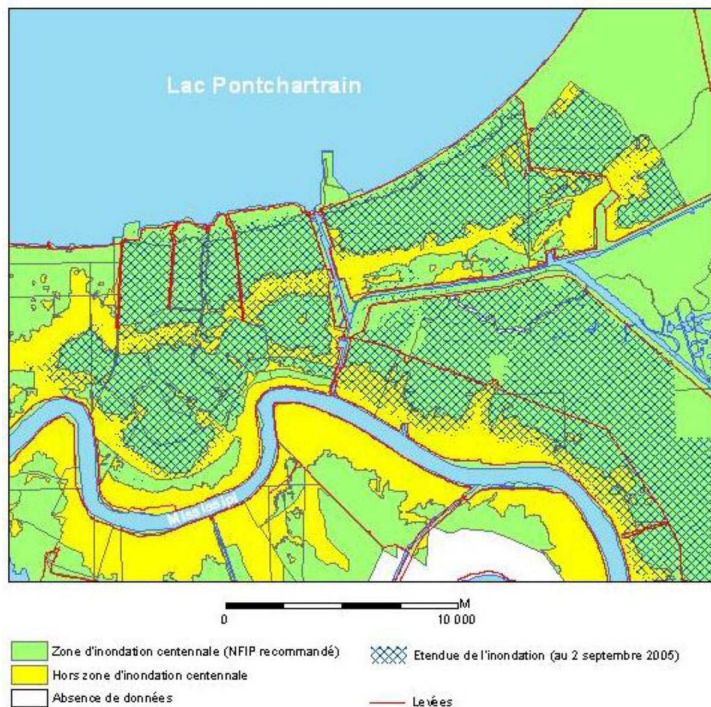 Lac Pontchartrain
Mississipi
M
0 10 000
Zone d'inondation centennale (NFIP recommandé)
Hors zone d'inondation centennale
Absence de données
Etendue de l'inondation (au 2 septembre 2005)
Levées